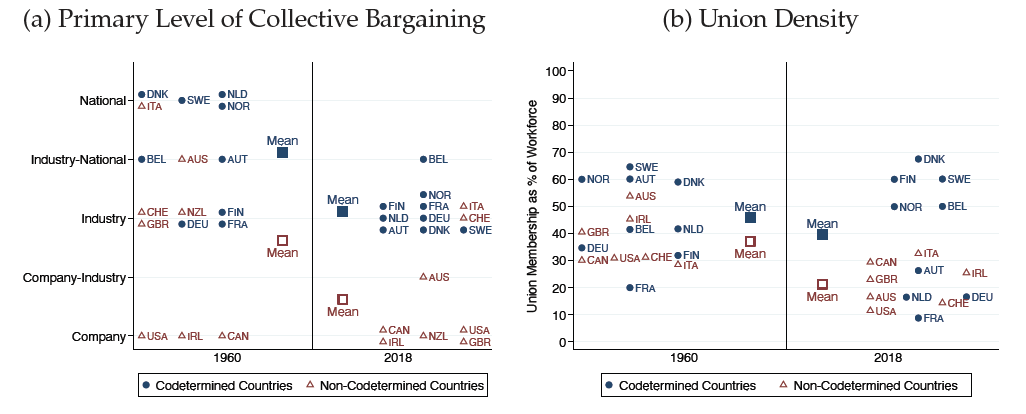 (a) Primary Level of Collective Bargaining
National
Industry-National
Industry
Company-Industry
Company
DNK
NLD
SWE
ITA
NOR
Mean
BEL
AUS
AUT
CHE
NZL
FIN
GBR
DEU
FRA
Mean
USA
IRL
CAN
BEL
Mean
NOR
FIN
FRA
ITA
NLD
DEU
CHE
AUT
DNK
SWE
AUS
Mean
CAN
USA
NZL
IRL
GBR
1960
2018
Codetermined Countries
Non-Codetermined Countries
(b) Union Density
Union Membership as % of Workforce
100
90
80
70
60
50
40
30
20
10
0
SWE
NOR
AUT
DNK
AUS
Mean
IRL
GBR
BEL
NLD
Mean
DEU
CAN
USA
CHE
FIN
ITA
FRA
DNK
FIN
SWE
NOR
BEL
Mean
ITA
CAN
AUT
IRL
GBR
Mean
AUS
NLD
DEU
CHE
USA
FRA
1960
2018
Codetermined Countries
Non-Codetermined Countries